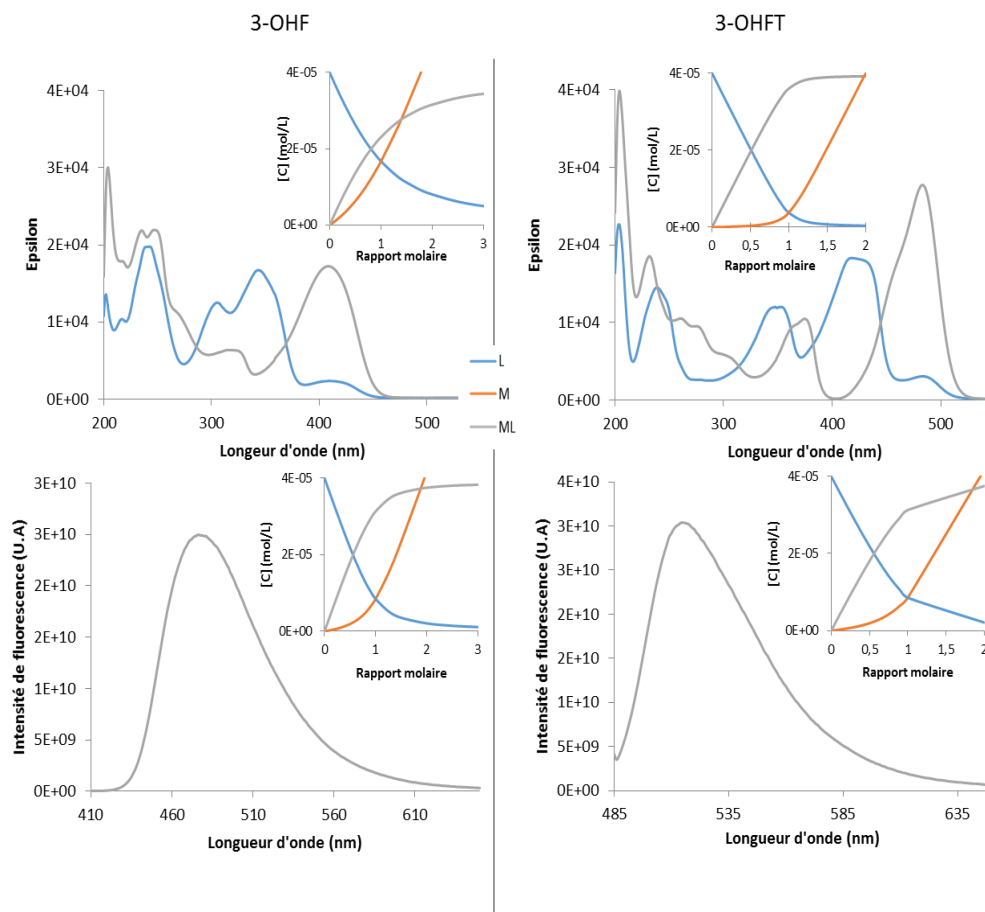 3-OHF
3-OHFT
4E+04
3E+04
2E+04
1E+04
0E+00
Epsilon
200
300
400
500
Longeur d'onde (nm)
4E-05
2E-05
0E+00
[C] (mol/L)
0
1
2
3
Rapport molaire
L
M
ML
4E+04
3E+04
2E+04
1E+04
0E+00
Epsilon
200
300
400
500
Longueur d'onde (nm)
4E-05
2E-05
0E+00
[C] (mol/L)
0
0,5
1
1,5
2
Rapport molaire
3E+10
3E+10
2E+10
2E+10
1E+10
5E+09
0E+00
Intensité de fluorescence (U.A)
410
460
510
560
610
Longueur d'onde (nm)
4E-05
2E-05
0E+00
[C] (mol/L)
0
1
2
3
Rapport molaire
4E+10
3E+10
3E+10
2E+10
2E+10
1E+10
5E+09
0E+00
Intensité de fluorescence (U.A)
485
535
585
635
Longueur d'onde (nm)
4E-05
2E-05
0E+00
[C] (mol/L)
0
0,5
1
1,5
2
Rapport molaire